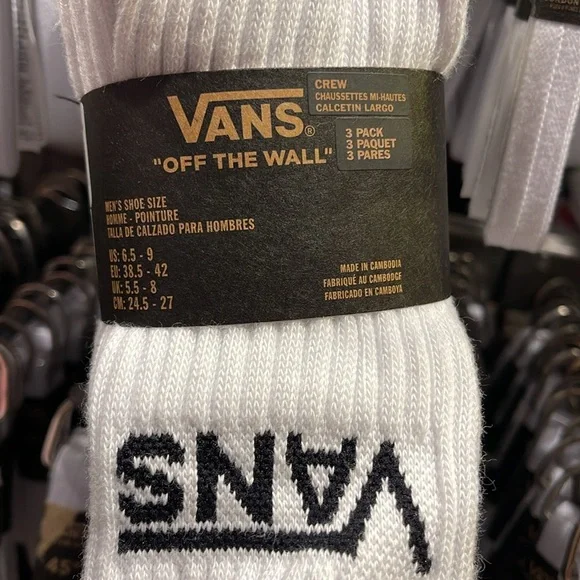 VANS®
"OFF THE WALL"
CREW
CHAUSSETTES MI-HAUTES
CALCETIN LARGO
3 PACK
3 PAQUET
3 PARES
MEN'S SHOE SIZE
HOMME - POINTURE
TALLA DE CALZADO PARA HOMBRES
US: 6.5 - 9
EU: 38.5 - 42
UK: 5.5 - 8
CM: 24.5 - 27
MADE IN CAMBODIA
FABRIQUÉ AU CAMBODGE
FABRICADO EN CAMBOYA
VANS